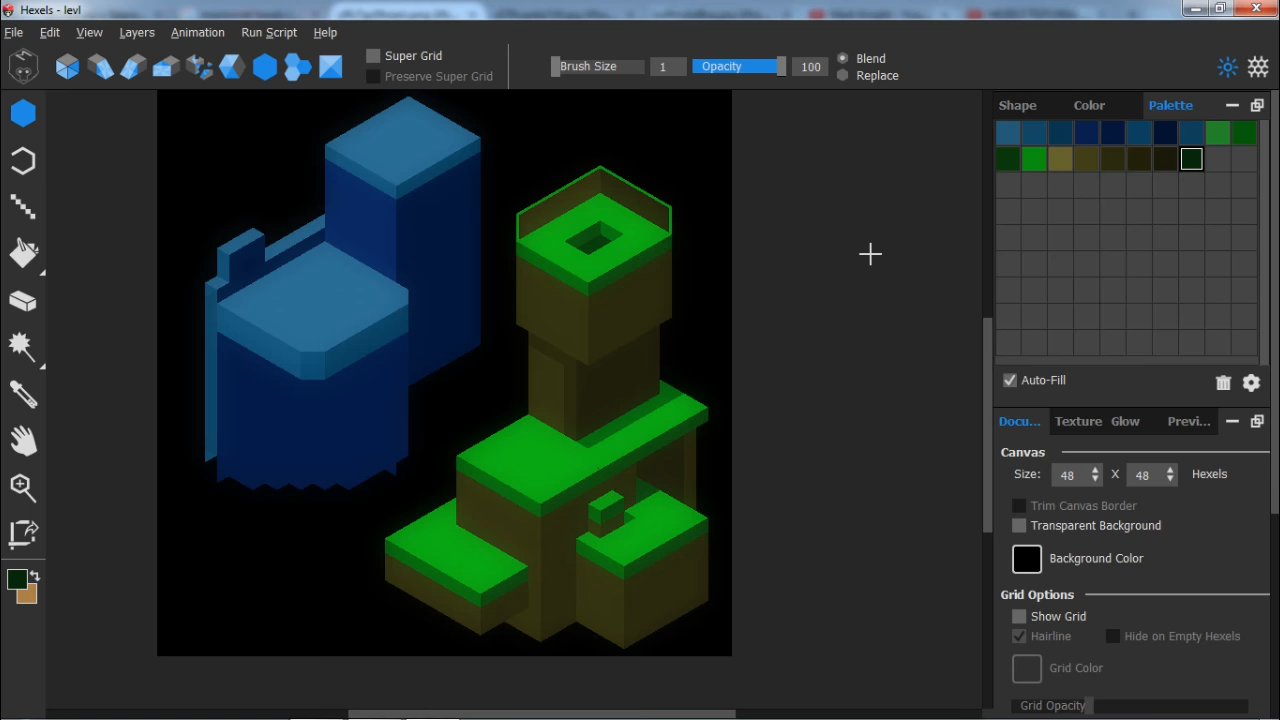 Hexels - levl
File Edit View Layers Animation Run Script Help
Super Grid
Preserve Super Grid
Brush Size 1 Opacity 100
Blend
Replace
Shape Color Palette
Auto-Fill
Docu... Texture Glow Previ...
Canvas
Size: 48 X 48 Hexels
Trim Canvas Border
Transparent Background
Background Color
Grid Options
Show Grid
Hairline Hide on Empty Hexels
Grid Color
Grid Opacity